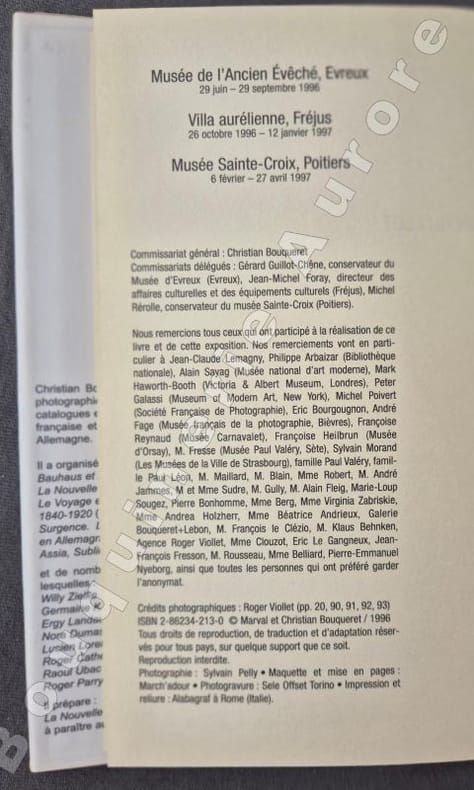 Musée de l'Ancien Évêché, Evreux
29 juin – 29 septembre 1996
Villa aurélienne, Fréjus
26 octobre 1996 – 12 janvier 1997
Musée Sainte-Croix, Poitiers
6 février – 27 avril 1997
Commissariat général : Christian Bouqueret
Commissariats délégués : Gérard Guillot-Chêne, conservateur du
Musée d'Evreux (Evreux), Jean-Michel Foray, directeur des
affaires culturelles et des équipements culturels (Fréjus), Michel
Rérolle, conservateur du musée Sainte-Croix (Poitiers).
Nous remercions tous ceux qui ont participé à la réalisation de ce
livre et de cette exposition. Nos remerciements vont en parti-
culier à Jean-Claude Lemagny, Philippe Arbaizar (Bibliothèque
nationale), Alain Sayag (Musée national d'art moderne), Mark
Haworth-Booth (Victoria & Albert Museum, Londres), Peter
Galassi (Museum of Modern Art, New York), Michel Poivert
(Société Française de Photographie), Eric Bourgougnon, André
Fage (Musée français de la photographie, Bièvres), Françoise
Reynaud (Musée Carnavalet), Françoise Heilbrun (Musée
d'Orsay), M. Fresse (Musée Paul Valéry, Sète), Sylvain Morand
(Les Musées de la Ville de Strasbourg), famille Paul Valéry, famil-
le Paul-Léon, M. Maillard, M. Blain, Mme Robert, M. André
Jammes, M et Mme Sudre, M. Gully, M. Alain Fleig, Marie-Loup
Sougez, Pierre Bonhomme, Mme Berg, Mme Virginia Zabriskie,
Mme Andrea Holzherr, Mme Béatrice Andrieux, Galerie
Bouqueret+Lebon, M. François le Clézio, M. Klaus Behnken,
Agence Roger Viollet, Mme Clouzot, Eric Le Gangneux, Jean-
François Fresson, M. Rousseau, Mme Belliard, Pierre-Emmanuel
Nyeborg, ainsi que toutes les personnes qui ont préféré garder
l'anonymat.
Crédits photographiques : Roger Viollet (pp. 20, 90, 91, 92, 93)
ISBN 2-86234-213-0 © Marval et Christian Bouqueret / 1996
Tous droits de reproduction, de traduction et d'adaptation réser-
vés pour tous pays, sur quelque support que ce soit.
Reproduction interdite.
Photographie : Sylvain Pelly • Maquette et mise en pages :
March'adour • Photogravure : Sele Offset Torino • Impression et
reliure : Alabagraf à Rome (Italie).
Christian Bo
photographi
catalogues e
française et
Allemagne.
Il a organisé
Bauhaus et
La Nouvelle
Le Voyage e
1840-1920 (
Surgence. L
en Allemagn
Assia, Subli
et de nomb
lesquelles
Willy Zielke
Germaine K
Ergy Lander
Nora Dumas
Lucien Lorel
Roger Cathe
Raoul Ubac
Roger Parry
Il prépare :
La Nouvelle
à paraître au
Bouquinerie Aurore